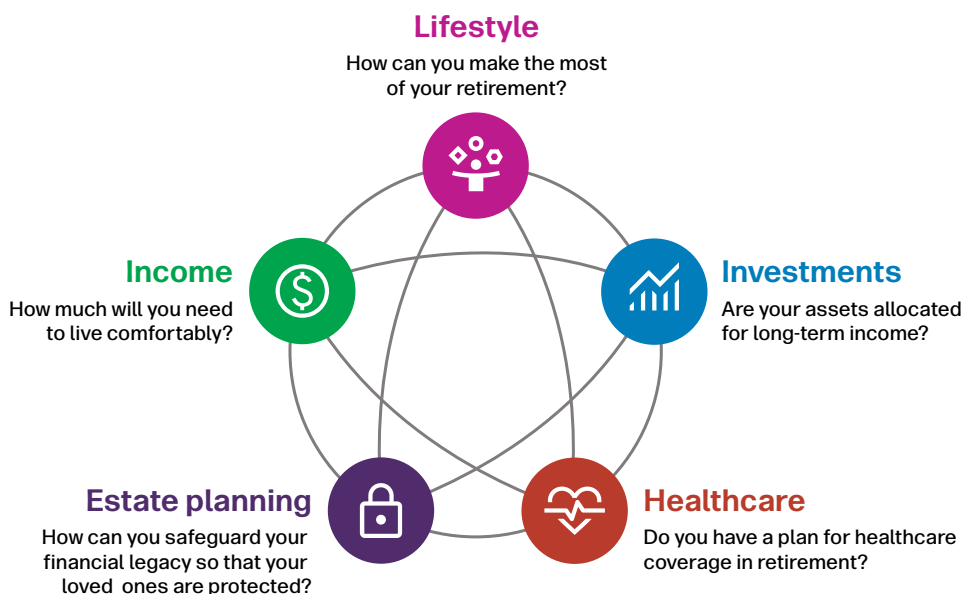 Lifestyle
How can you make the most
of your retirement?
Income
How much will you need
to live comfortably?
$
Investments
Are your assets allocated
for long-term income?
Estate planning
How can you safeguard your
financial legacy so that your
loved ones are protected?
Healthcare
Do you have a plan for healthcare
coverage in retirement?